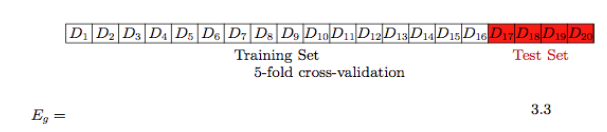 D₁ D₂ D₃ D₄ D₅ D₆ D₇ D₈ D₉ D₁₀ D₁₁ D₁₂ D₁₃ D₁₄ D₁₅ D₁₆ D₁₇ D₁₈ D₁₉ D₂₀
Training Set Test Set
5-fold cross-validation
3.3
E_g =